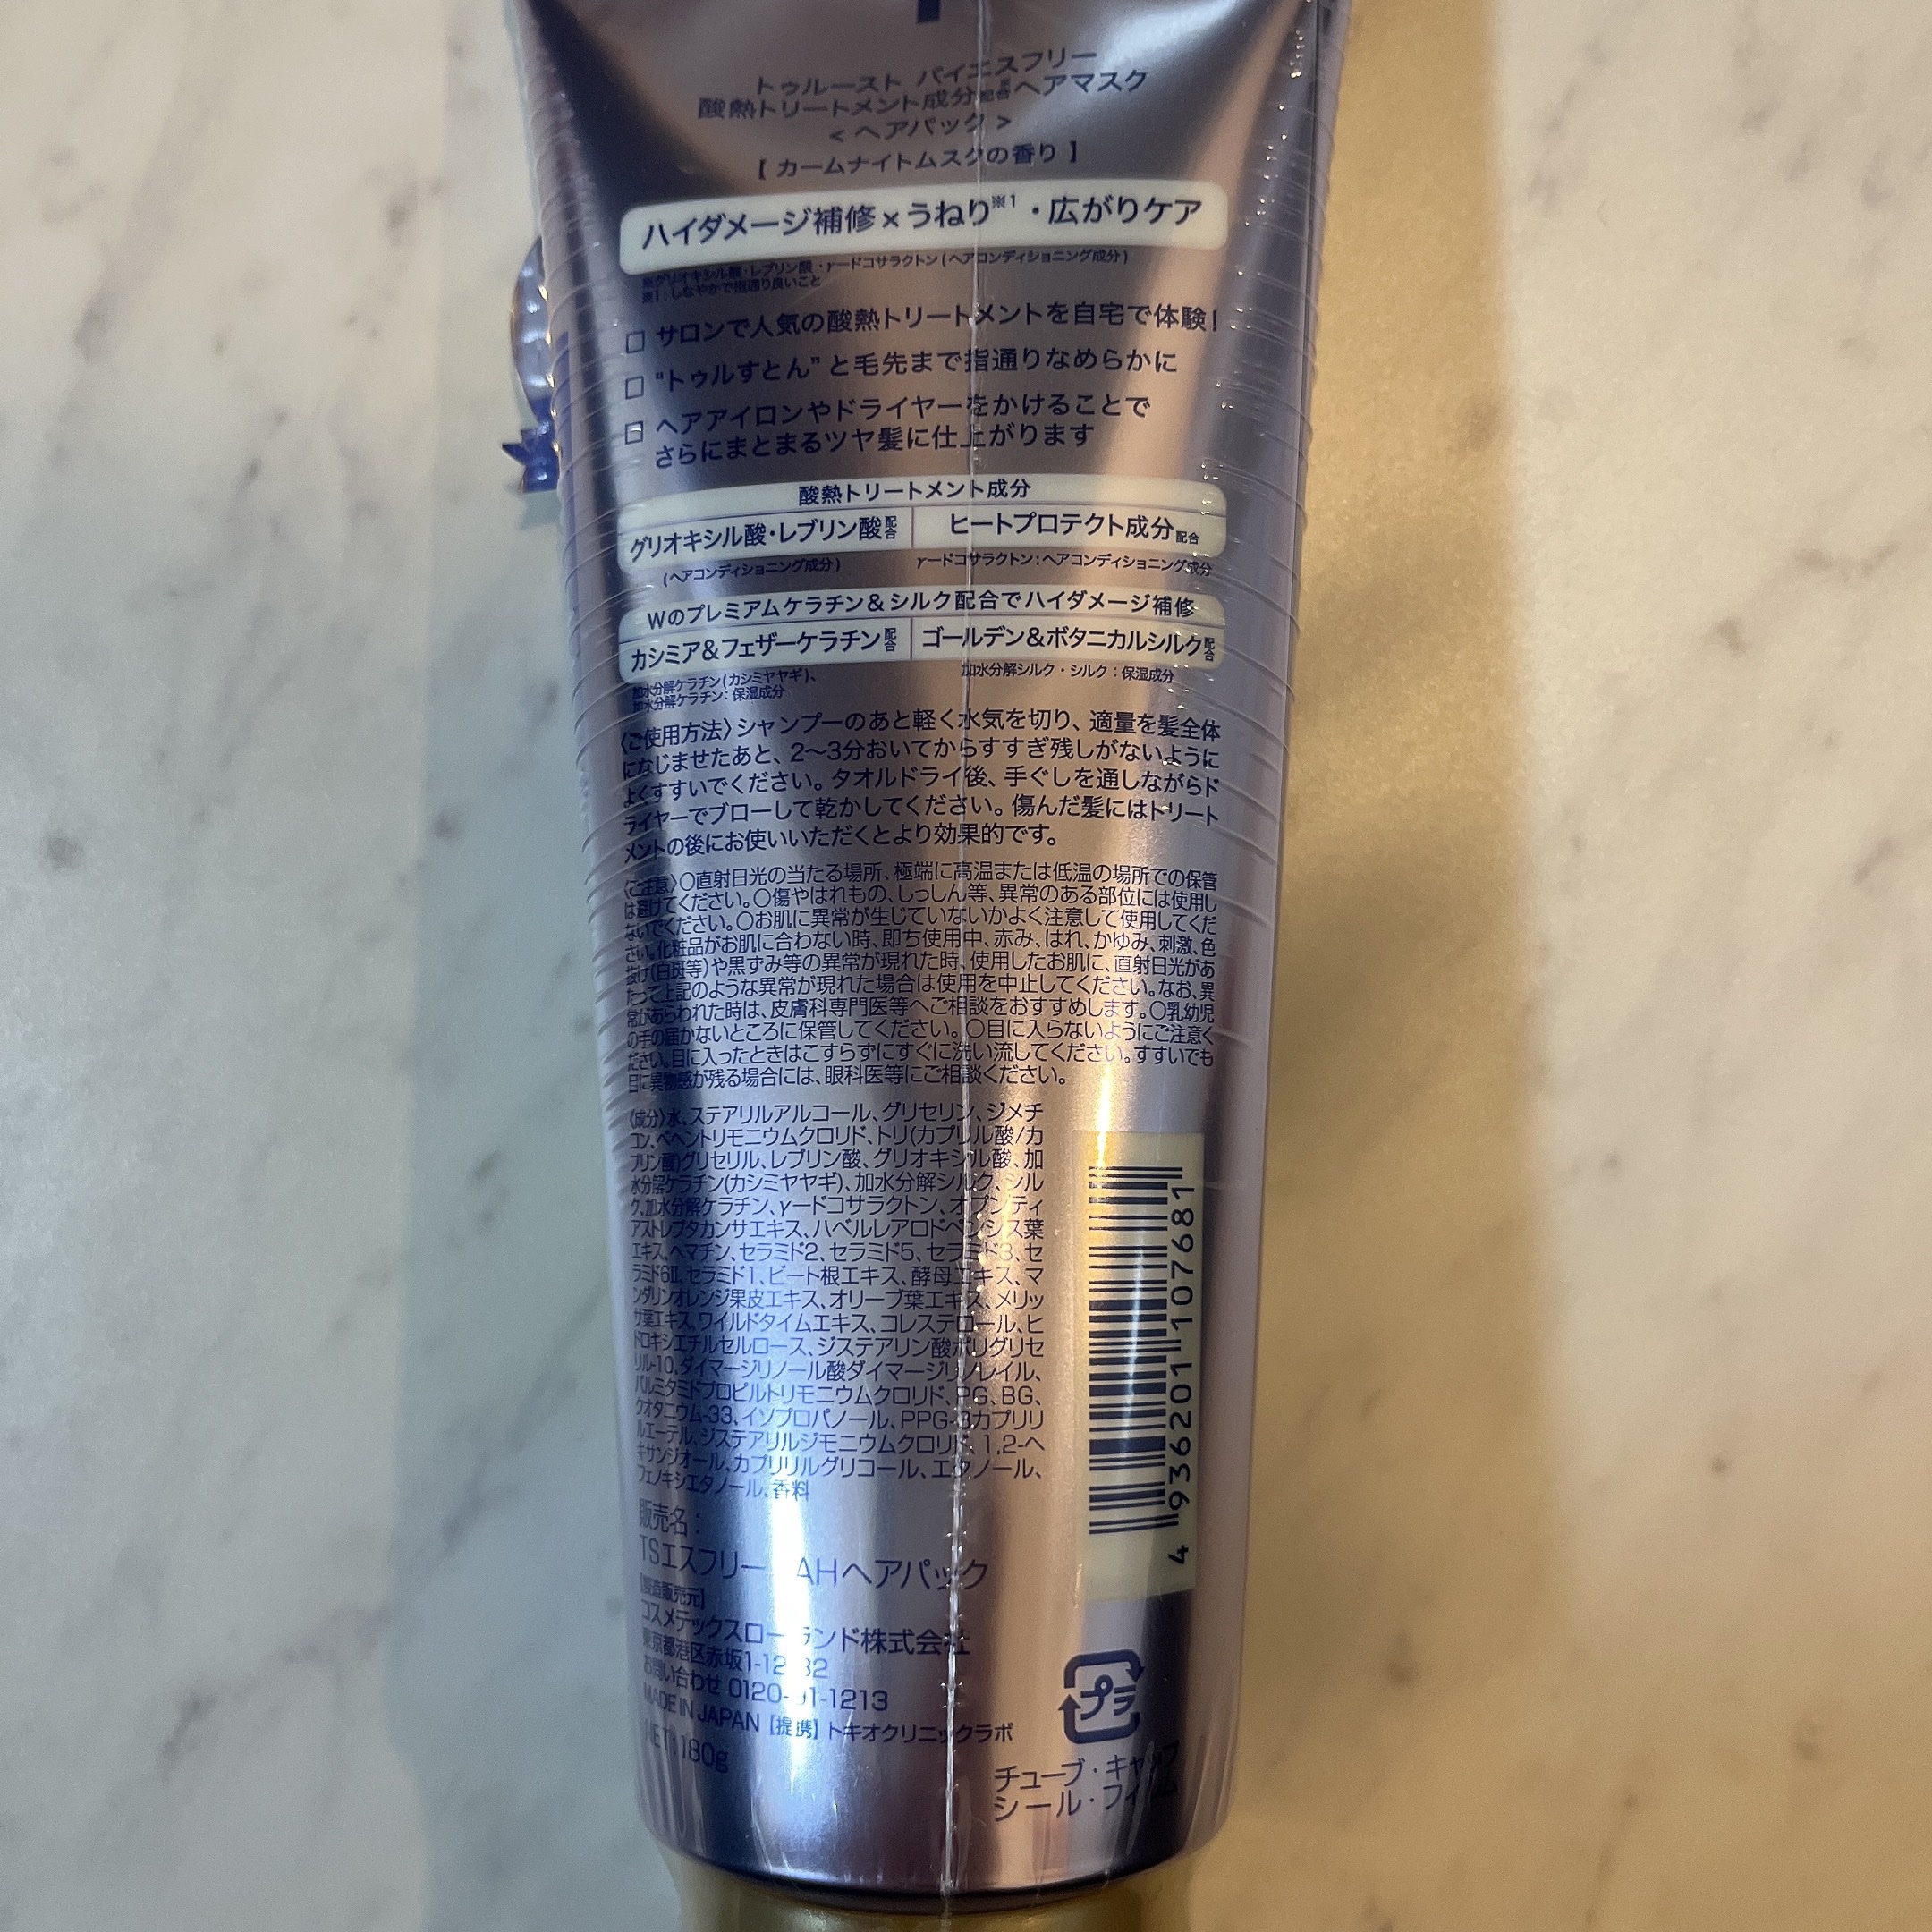 トゥルースト バイエスフリー
酸熱トリートメント成分※配合ヘアマスク
<ヘアパック>
【 カームナイトムスクの香り 】
ハイダメージ補修×うねり※1・広がりケア
※グリオキシル酸・レブリン酸・γードコサラクトン(ヘアコンディショニング成分)
※1：しなやかで指通り良いこと
□ サロンで人気の酸熱トリートメントを自宅で体験!
□ “トゥルすとん”と毛先まで指通りなめらかに
□ ヘアアイロンやドライヤーをかけることで
さらにまとまるツヤ髪に仕上がります
酸熱トリートメント成分
グリオキシル酸・レブリン酸配合 ヒートプロテクト成分配合
(ヘアコンディショニング成分) γードコサラクトン：ヘアコンディショニング成分
Wのプレミアムケラチン&シルク配合でハイダメージ補修
カシミア&フェザーケラチン配合 ゴールデン&ボタニカルシルク配合
加水分解ケラチン(カシミヤヤギ)、 加水分解シルク・シルク：保湿成分
加水分解ケラチン：保湿成分
〈ご使用方法〉シャンプーのあと軽く水気を切り、適量を髪全体
になじませたあと、2〜3分おいてからすすぎ残しがないように
よくすすいでください。タオルドライ後、手ぐしを通しながらド
ライヤーでブローして乾かしてください。傷んだ髪にはトリート
メントの後にお使いいただくとより効果的です。
〈ご注意〉○直射日光の当たる場所、極端に高温または低温の場所での保管
は避けてください。○傷やはれもの、しっしん等、異常のある部位には使用し
ないでください。○お肌に異常が生じていないかよく注意して使用してくだ
さい。化粧品がお肌に合わない時、即ち使用中、赤み、はれ、かゆみ、刺激、色
抜け(白斑等)や黒ずみ等の異常が現れた時、使用したお肌に、直射日光があ
たって上記のような異常が現れた場合は使用を中止してください。なお、異
常があらわれた時は、皮膚科専門医等へご相談をおすすめします。○乳幼児
の手の届かないところに保管してください。○目に入らないようにご注意く
ださい。目に入ったときはこすらずにすぐに洗い流してください。すすいでも
目に異物感が残る場合には、眼科医等にご相談ください。
〈成分〉水、ステアリルアルコール、グリセリン、ジメチ
コン、ベヘントリモニウムクロリド、トリ(カプリル酸/カ
プリン酸)グリセリル、レブリン酸、グリオキシル酸、加
水分解ケラチン(カシミヤヤギ)、加水分解シルク、シル
ク、加水分解ケラチン、γードコサラクトン、オプンティ
アストレプタカンサエキス、ハベルレアロドペンシス葉
エキス、ヘマチン、セラミド2、セラミド5、セラミド3、セ
ラミド6Ⅱ、セラミド1、ビート根エキス、酵母エキス、マ
ンダリンオレンジ果皮エキス、オリーブ葉エキス、メリッ
サ葉エキス、ワイルドタイムエキス、コレステロール、ヒ
ドロキシエチルセルロース、ジステアリン酸ポリグリセ
リル-10、ダイマージリノール酸ダイマージリノレイル、
パルミタミドプロピルトリモニウムクロリド、PG、BG、
クオタニウム-33、イソプロパノール、PPG-3カプリリ
ルエーテル、ジステアリルジモニウムクロリド、1,2-ヘ
キサンジオール、カプリリルグリコール、エタノール、
フェノキシエタノール、香料
4 936201 107681
販売名：
TSエスフリー AHヘアパック
[製造販売元]
コスメテックスローランド株式会社
東京都港区赤坂1-12-32
お問い合わせ 0120-1213
MADE IN JAPAN 【提携】トキオクリニックラボ
NET：180g
プラ
チューブ・キャップ
シール・フィルム